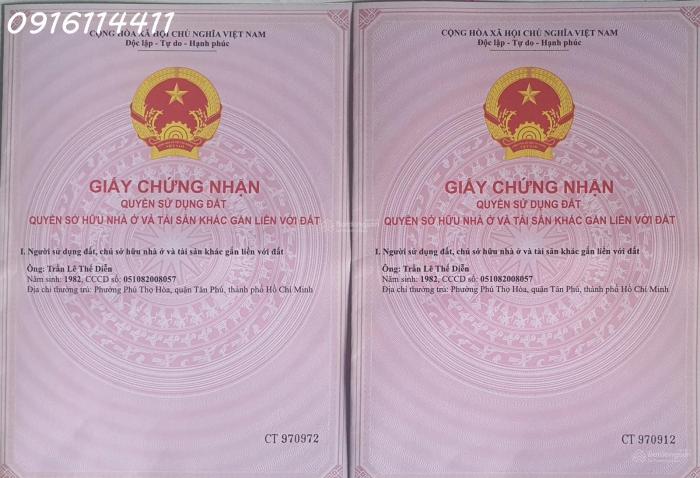 0916114411
CỘNG HÒA XÃ HỘI CHỦ NGHĨA VIỆT NAM
Độc lập - Tự do - Hạnh phúc
GIẤY CHỨNG NHẬN
QUYỀN SỬ DỤNG ĐẤT
QUYỀN SỞ HỮU NHÀ Ở VÀ TÀI SẢN KHÁC GẮN LIỀN VỚI ĐẤT
I. Người sử dụng đất, chủ sở hữu nhà ở và tài sản khác gắn liền với đất
Ông: Trần Lê Thế Diễn
Năm sinh: 1982, CCCD số: 051082008057
Địa chỉ thường trú: Phường Phú Thọ Hòa, quận Tân Phú, thành phố Hồ Chí Minh
CT 970972
CỘNG HÒA XÃ HỘI CHỦ NGHĨA VIỆT NAM
Độc lập - Tự do - Hạnh phúc
GIẤY CHỨNG NHẬN
QUYỀN SỬ DỤNG ĐẤT
QUYỀN SỞ HỮU NHÀ Ở VÀ TÀI SẢN KHÁC GẮN LIỀN VỚI ĐẤT
I. Người sử dụng đất, chủ sở hữu nhà ở và tài sản khác gắn liền với đất
Ông: Trần Lê Thế Diễn
Năm sinh: 1982, CCCD số: 051082008057
Địa chỉ thường trú: Phường Phú Thọ Hòa, quận Tân Phú, thành phố Hồ Chí Minh
CT 970912